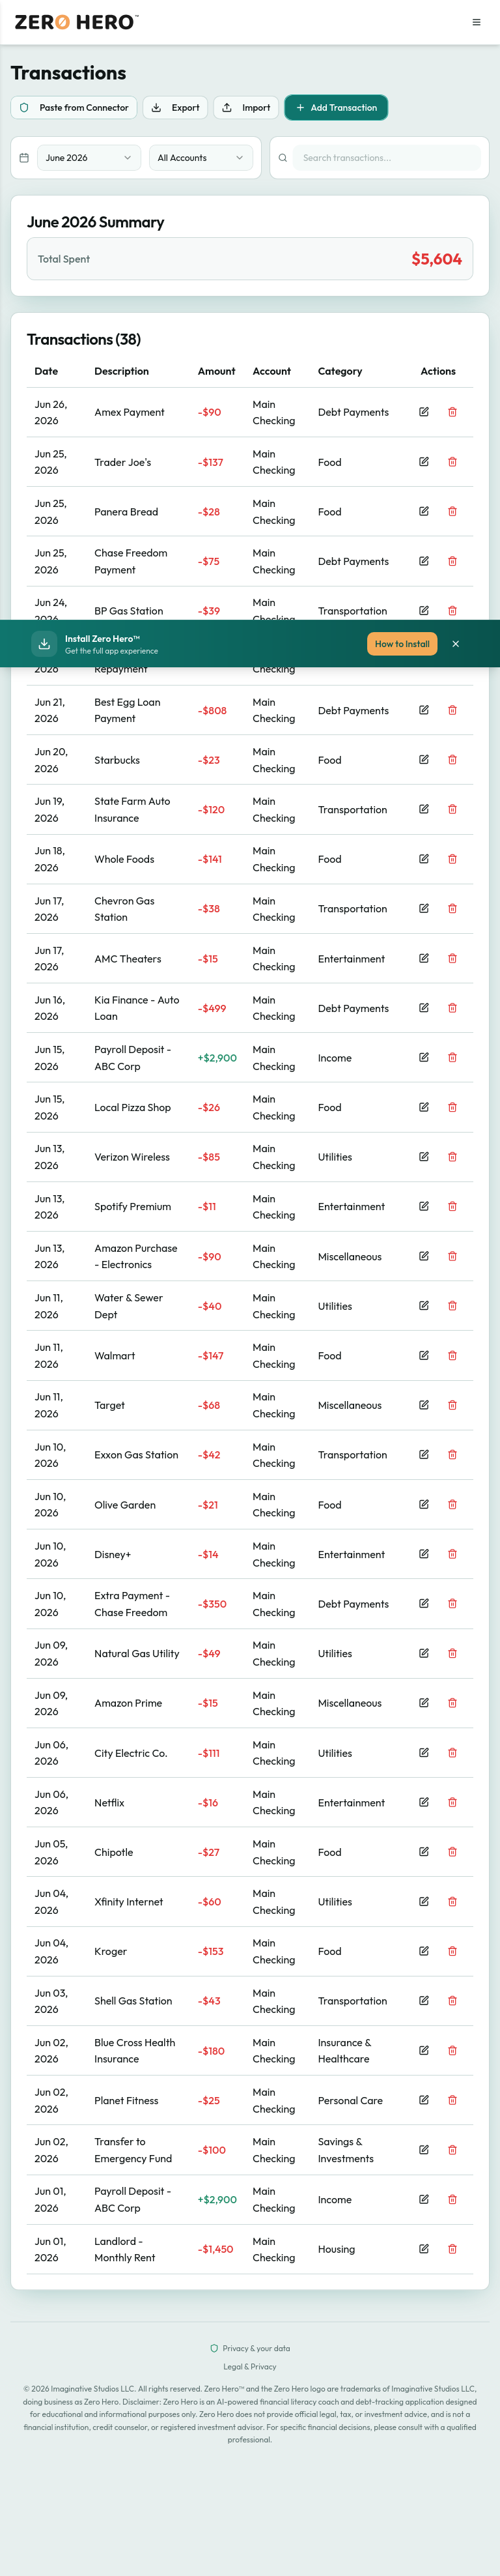 ZERO HERO™
Transactions
Paste from Connector
Export
Import
Add Transaction
June 2026
All Accounts
Search transactions...
June 2026 Summary
Total Spent
$5,604
Transactions (38)
Date Description Amount Account Category Actions
Jun 26, Main
Amex Payment -$90 Debt Payments
2026 Checking
Jun 25, Main
Trader Joe's -$137 Food
2026 Checking
Jun 25, Main
Panera Bread -$28 Food
2026 Checking
Jun 25, Chase Freedom Main
-$75 Debt Payments
2026 Payment Checking
Jun 24, Main
BP Gas Station -$39 Transportation
Install Zero Hero™
Get the full app experience
How to Install
2026 Repayment Checking
Jun 21, Best Egg Loan Main
-$808 Debt Payments
2026 Payment Checking
Jun 20, Main
Starbucks -$23 Food
2026 Checking
Jun 19, State Farm Auto Main
-$120 Transportation
2026 Insurance Checking
Jun 18, Main
Whole Foods -$141 Food
2026 Checking
Jun 17, Chevron Gas Main
-$38 Transportation
2026 Station Checking
Jun 17, Main
AMC Theaters -$15 Entertainment
2026 Checking
Jun 16, Kia Finance - Auto Main
-$499 Debt Payments
2026 Loan Checking
Jun 15, Payroll Deposit - Main
+$2,900 Income
2026 ABC Corp Checking
Jun 15, Main
Local Pizza Shop -$26 Food
2026 Checking
Jun 13, Main
Verizon Wireless -$85 Utilities
2026 Checking
Jun 13, Main
Spotify Premium -$11 Entertainment
2026 Checking
Jun 13, Amazon Purchase Main
-$90 Miscellaneous
2026 - Electronics Checking
Jun 11, Water & Sewer Main
-$40 Utilities
2026 Dept Checking
Jun 11, Main
Walmart -$147 Food
2026 Checking
Jun 11, Main
Target -$68 Miscellaneous
2026 Checking
Jun 10, Main
Exxon Gas Station -$42 Transportation
2026 Checking
Jun 10, Main
Olive Garden -$21 Food
2026 Checking
Jun 10, Main
Disney+ -$14 Entertainment
2026 Checking
Jun 10, Extra Payment - Main
-$350 Debt Payments
2026 Chase Freedom Checking
Jun 09, Main
Natural Gas Utility -$49 Utilities
2026 Checking
Jun 09, Main
Amazon Prime -$15 Miscellaneous
2026 Checking
Jun 06, Main
City Electric Co. -$111 Utilities
2026 Checking
Jun 06, Main
Netflix -$16 Entertainment
2026 Checking
Jun 05, Main
Chipotle -$27 Food
2026 Checking
Jun 04, Main
Xfinity Internet -$60 Utilities
2026 Checking
Jun 04, Main
Kroger -$153 Food
2026 Checking
Jun 03, Main
Shell Gas Station -$43 Transportation
2026 Checking
Jun 02, Blue Cross Health Main Insurance &
-$180
2026 Insurance Checking Healthcare
Jun 02, Main
Planet Fitness -$25 Personal Care
2026 Checking
Jun 02, Transfer to Main Savings &
-$100
2026 Emergency Fund Checking Investments
Jun 01, Payroll Deposit - Main
+$2,900 Income
2026 ABC Corp Checking
Jun 01, Landlord - Main
-$1,450 Housing
2026 Monthly Rent Checking
Privacy & your data
Legal & Privacy
© 2026 Imaginative Studios LLC. All rights reserved. Zero Hero™ and the Zero Hero logo are trademarks of Imaginative Studios LLC,
doing business as Zero Hero. Disclaimer: Zero Hero is an AI-powered financial literacy coach and debt-tracking application designed
for educational and informational purposes only. Zero Hero does not provide official legal, tax, or investment advice, and is not a
financial institution, credit counselor, or registered investment advisor. For specific financial decisions, please consult with a qualified
professional.